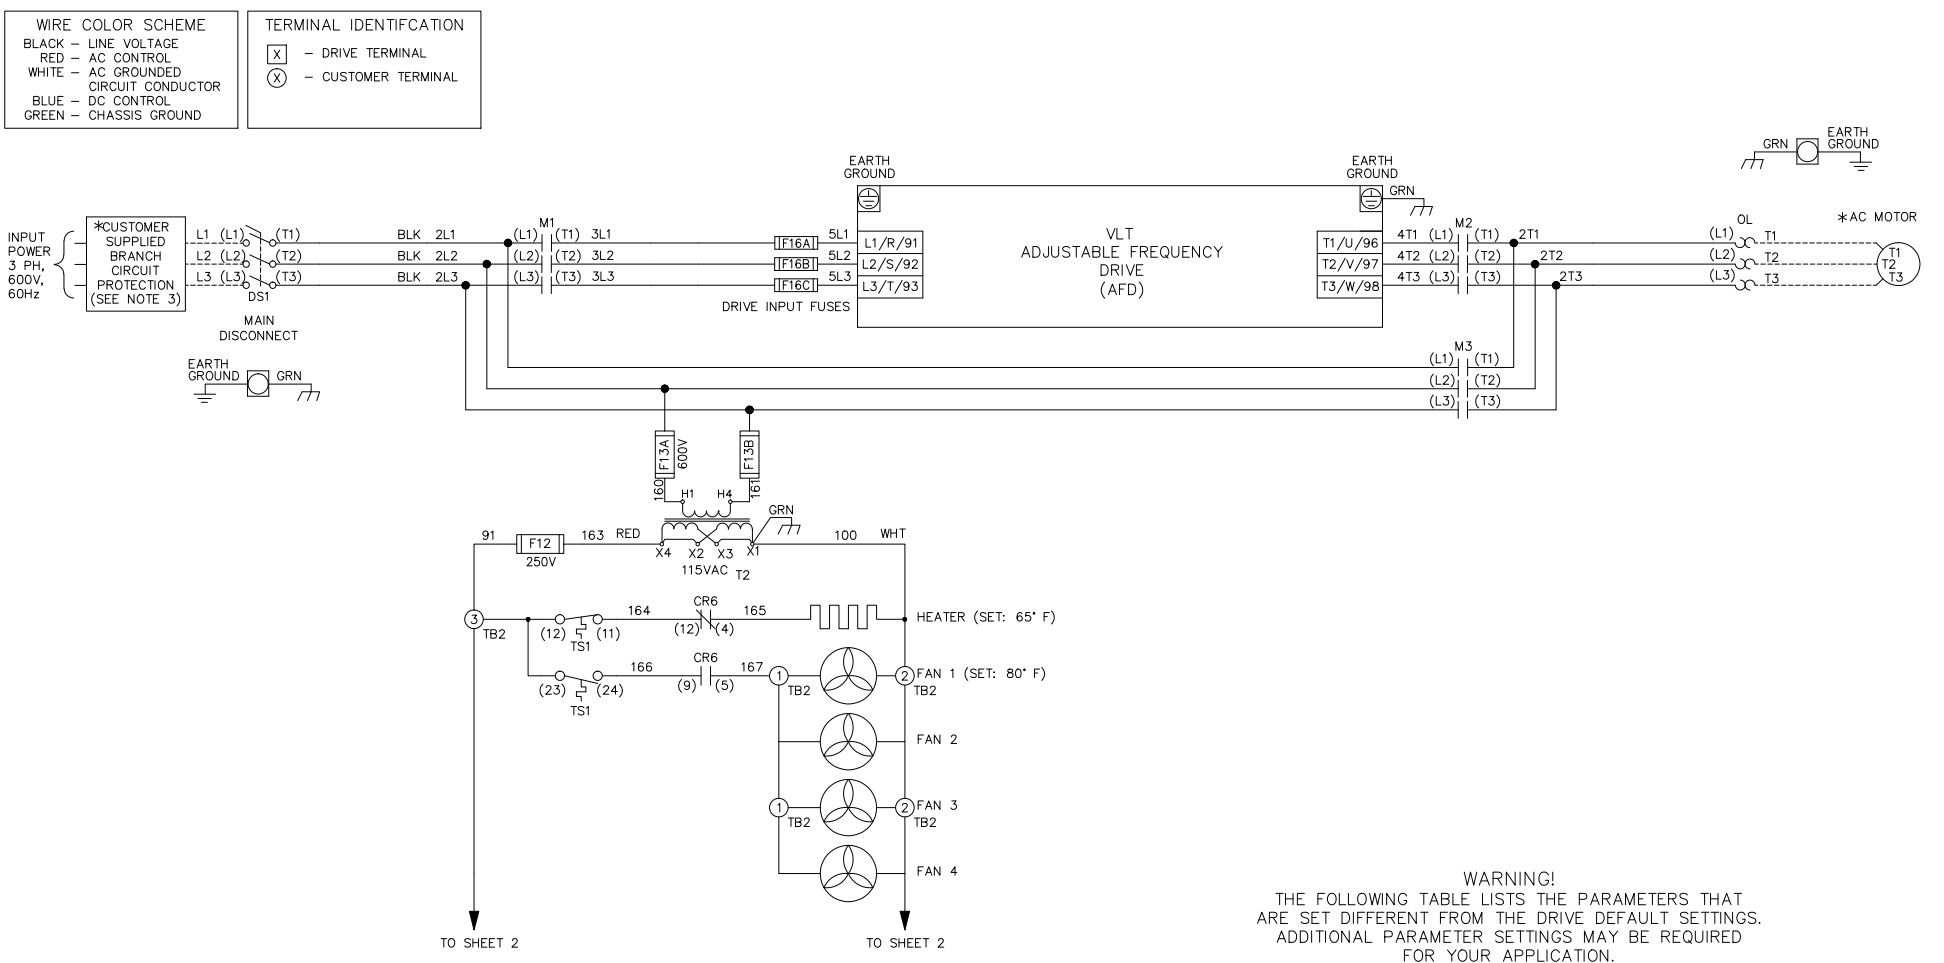 WIRE COLOR SCHEME
BLACK – LINE VOLTAGE
RED – AC CONTROL
WHITE – AC GROUNDED
CIRCUIT CONDUCTOR
BLUE – DC CONTROL
GREEN – CHASSIS GROUND
TERMINAL IDENTIFCATION
X – DRIVE TERMINAL
X – CUSTOMER TERMINAL
INPUT
POWER
3 PH,
600V,
60Hz
*CUSTOMER
SUPPLIED
BRANCH
CIRCUIT
PROTECTION
(SEE NOTE 3)
L1 (L1) (T1) BLK 2L1 (L1) M1 (T1) 3L1 F16A 5L1 L1/R/91
L2 (L2) (T2) BLK 2L2 (L2) (T2) 3L2 F16B 5L2 L2/S/92
L3 (L3) (T3) BLK 2L3 (L3) (T3) 3L3 F16C 5L3 L3/T/93
DS1
MAIN
DISCONNECT
DRIVE INPUT FUSES
EARTH
GROUND
GRN
EARTH
GROUND
VLT
ADJUSTABLE FREQUENCY
DRIVE
(AFD)
EARTH
GROUND
GRN
T1/U/96 4T1 (L1) M2 (T1) 2T1 (L1) OL T1
T2/V/97 4T2 (L2) (T2) 2T2 (L2) T2
T3/W/98 4T3 (L3) (T3) 2T3 (L3) T3
GRN
EARTH
GROUND
*AC MOTOR
T1
T2
T3
M3
(L1) (T1)
(L2) (T2)
(L3) (T3)
F13A
600V
F13B
160
161
H1 H4
GRN
91 F12 163 RED
250V
X4 X2 X3 X1
115VAC T2
100 WHT
3
TB2
(12) (11)
TS1
164
CR6
(12) (4)
165
HEATER (SET: 65° F)
(23) (24)
TS1
166
CR6
(9) (5)
167
1
TB2
2
TB2
FAN 1 (SET: 80° F)
FAN 2
1
TB2
2
TB2
FAN 3
FAN 4
TO SHEET 2
TO SHEET 2
WARNING!
THE FOLLOWING TABLE LISTS THE PARAMETERS THAT
ARE SET DIFFERENT FROM THE DRIVE DEFAULT SETTINGS.
ADDITIONAL PARAMETER SETTINGS MAY BE REQUIRED
FOR YOUR APPLICATION.